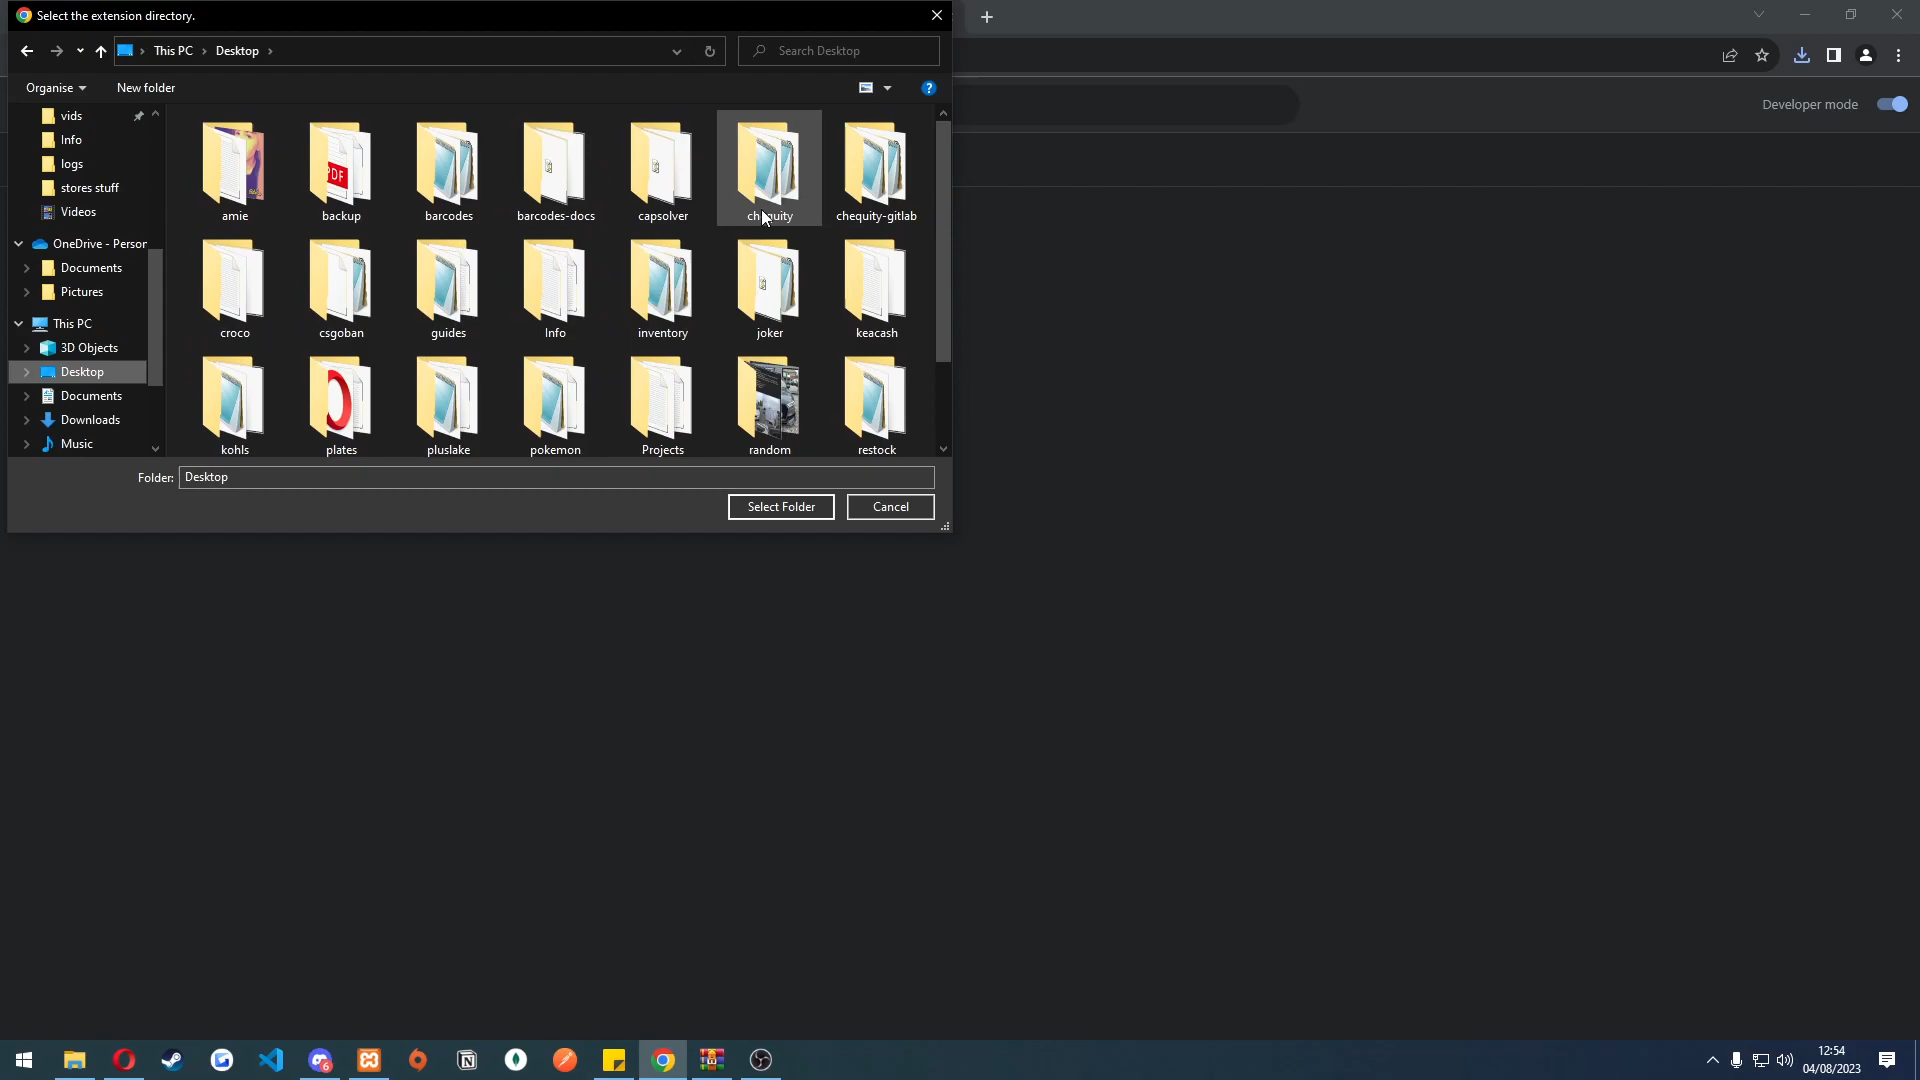 Select the extension directory.
This PC
Desktop
Search Desktop
Organise
New folder
Developer mode
vids
Info
logs
stores stuff
Videos
OneDrive - Person
Documents
Pictures
This PC
3D Objects
Desktop
Documents
Downloads
Music
amie
backup
barcodes
barcodes-docs
capsolver
chequity
chequity-gitlab
croco
csgoban
guides
Info
inventory
joker
keacash
kohls
plates
pluslake
pokemon
Projects
random
restock
PDF
Folder:
Desktop
Select Folder
Cancel
6
12:54
04/08/2023